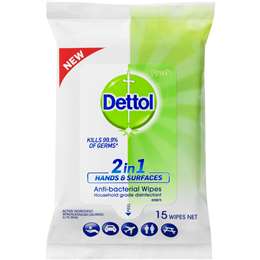 NEW
Dettol
KILLS 99.9%
OF GERMS*
2 in 1
HANDS & SURFACES
Anti-bacterial Wipes
Household grade disinfectant
15 WIPES NET